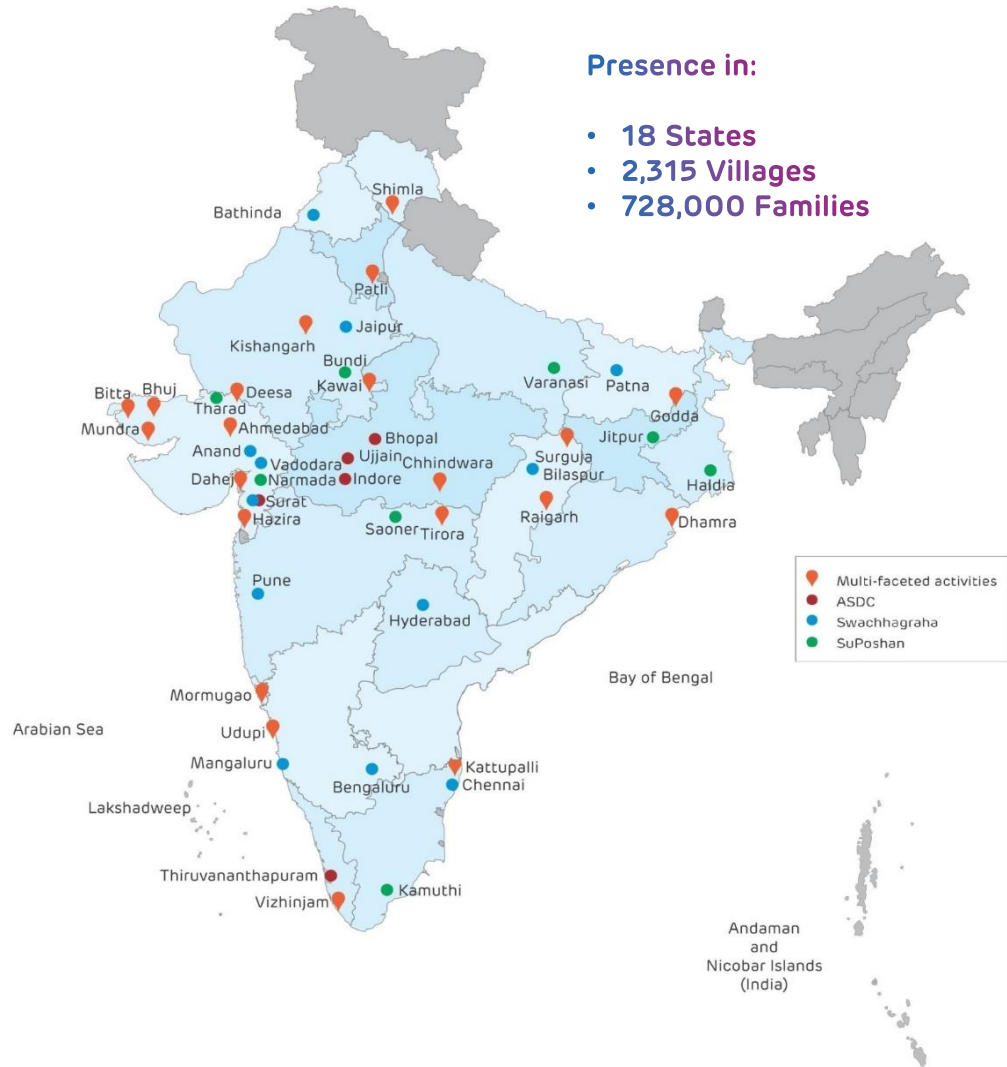 Presence in:
• 18 States
• 2,315 Villages
• 728,000 Families
Shimla
Bathinda
Patli
Jaipur
Kishangarh
Bundi
Kawai
Varanasi
Patna
Bitta
Bhuj
Deesa
Tharad
Godda
Mundra
Ahmedabad
Jitpur
Anand
Bhopal
Surguja
Vadodara
Ujjain
Chhindwara
Bilaspur
Dahej
Narmada
Indore
Haldia
Surat
Hazira
Saoner
Tirora
Raigarh
Dhamra
Pune
Hyderabad
Multi-faceted activities
ASDC
Swachhagraha
SuPoshan
Bay of Bengal
Mormugao
Arabian Sea
Udupi
Mangaluru
Bengaluru
Kattupalli
Chennai
Lakshadweep
Thiruvananthapuram
Kamuthi
Vizhinjam
Andaman
and
Nicobar Islands
(India)